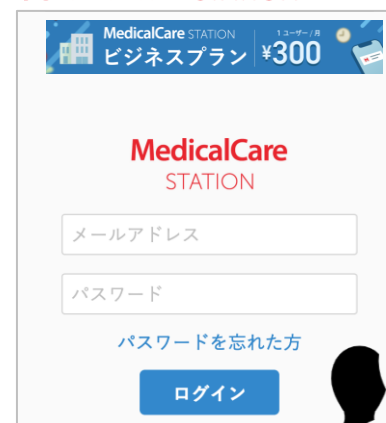 MedicalCare STATION
ビジネスプラン
1ユーザー/月
¥300
MedicalCare
STATION
メールアドレス
パスワード
パスワードを忘れた方
ログイン